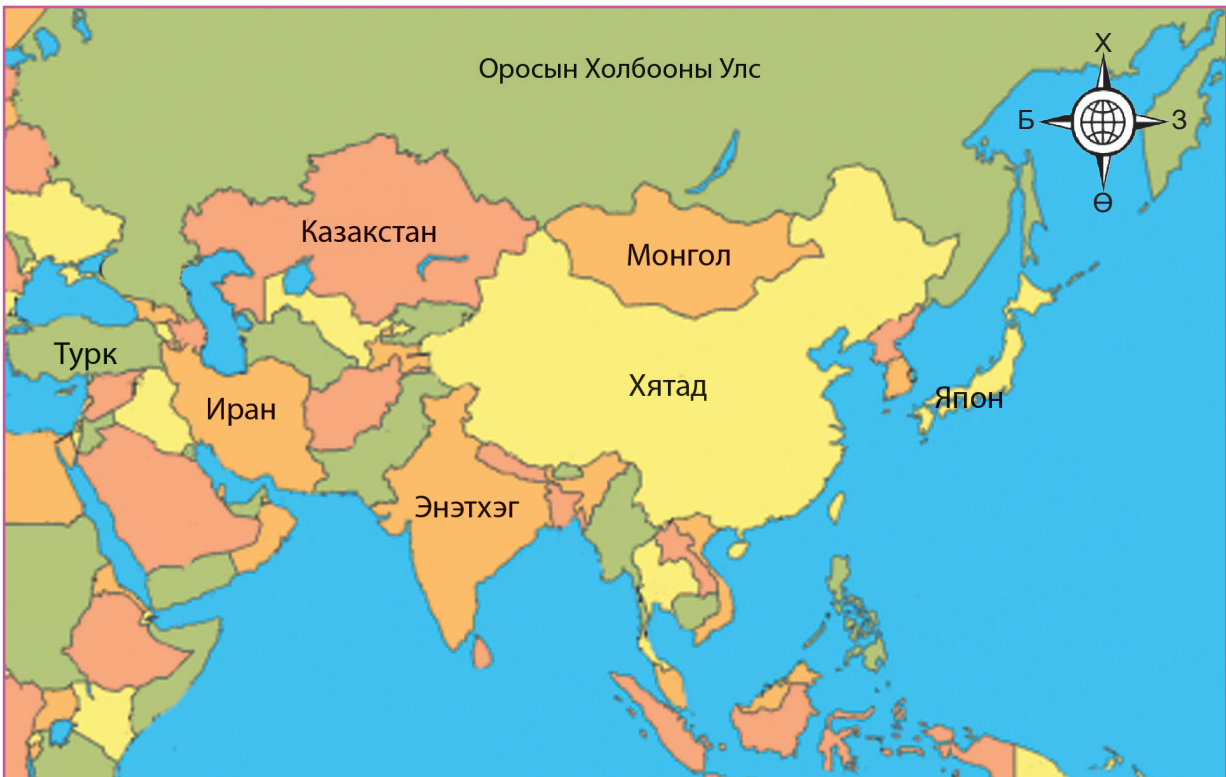 Оросын Холбооны Улс
Х
Б
З
Ө
Казакстан
Монгол
Турк
Хятад
Иран
Япон
Энэтхэг